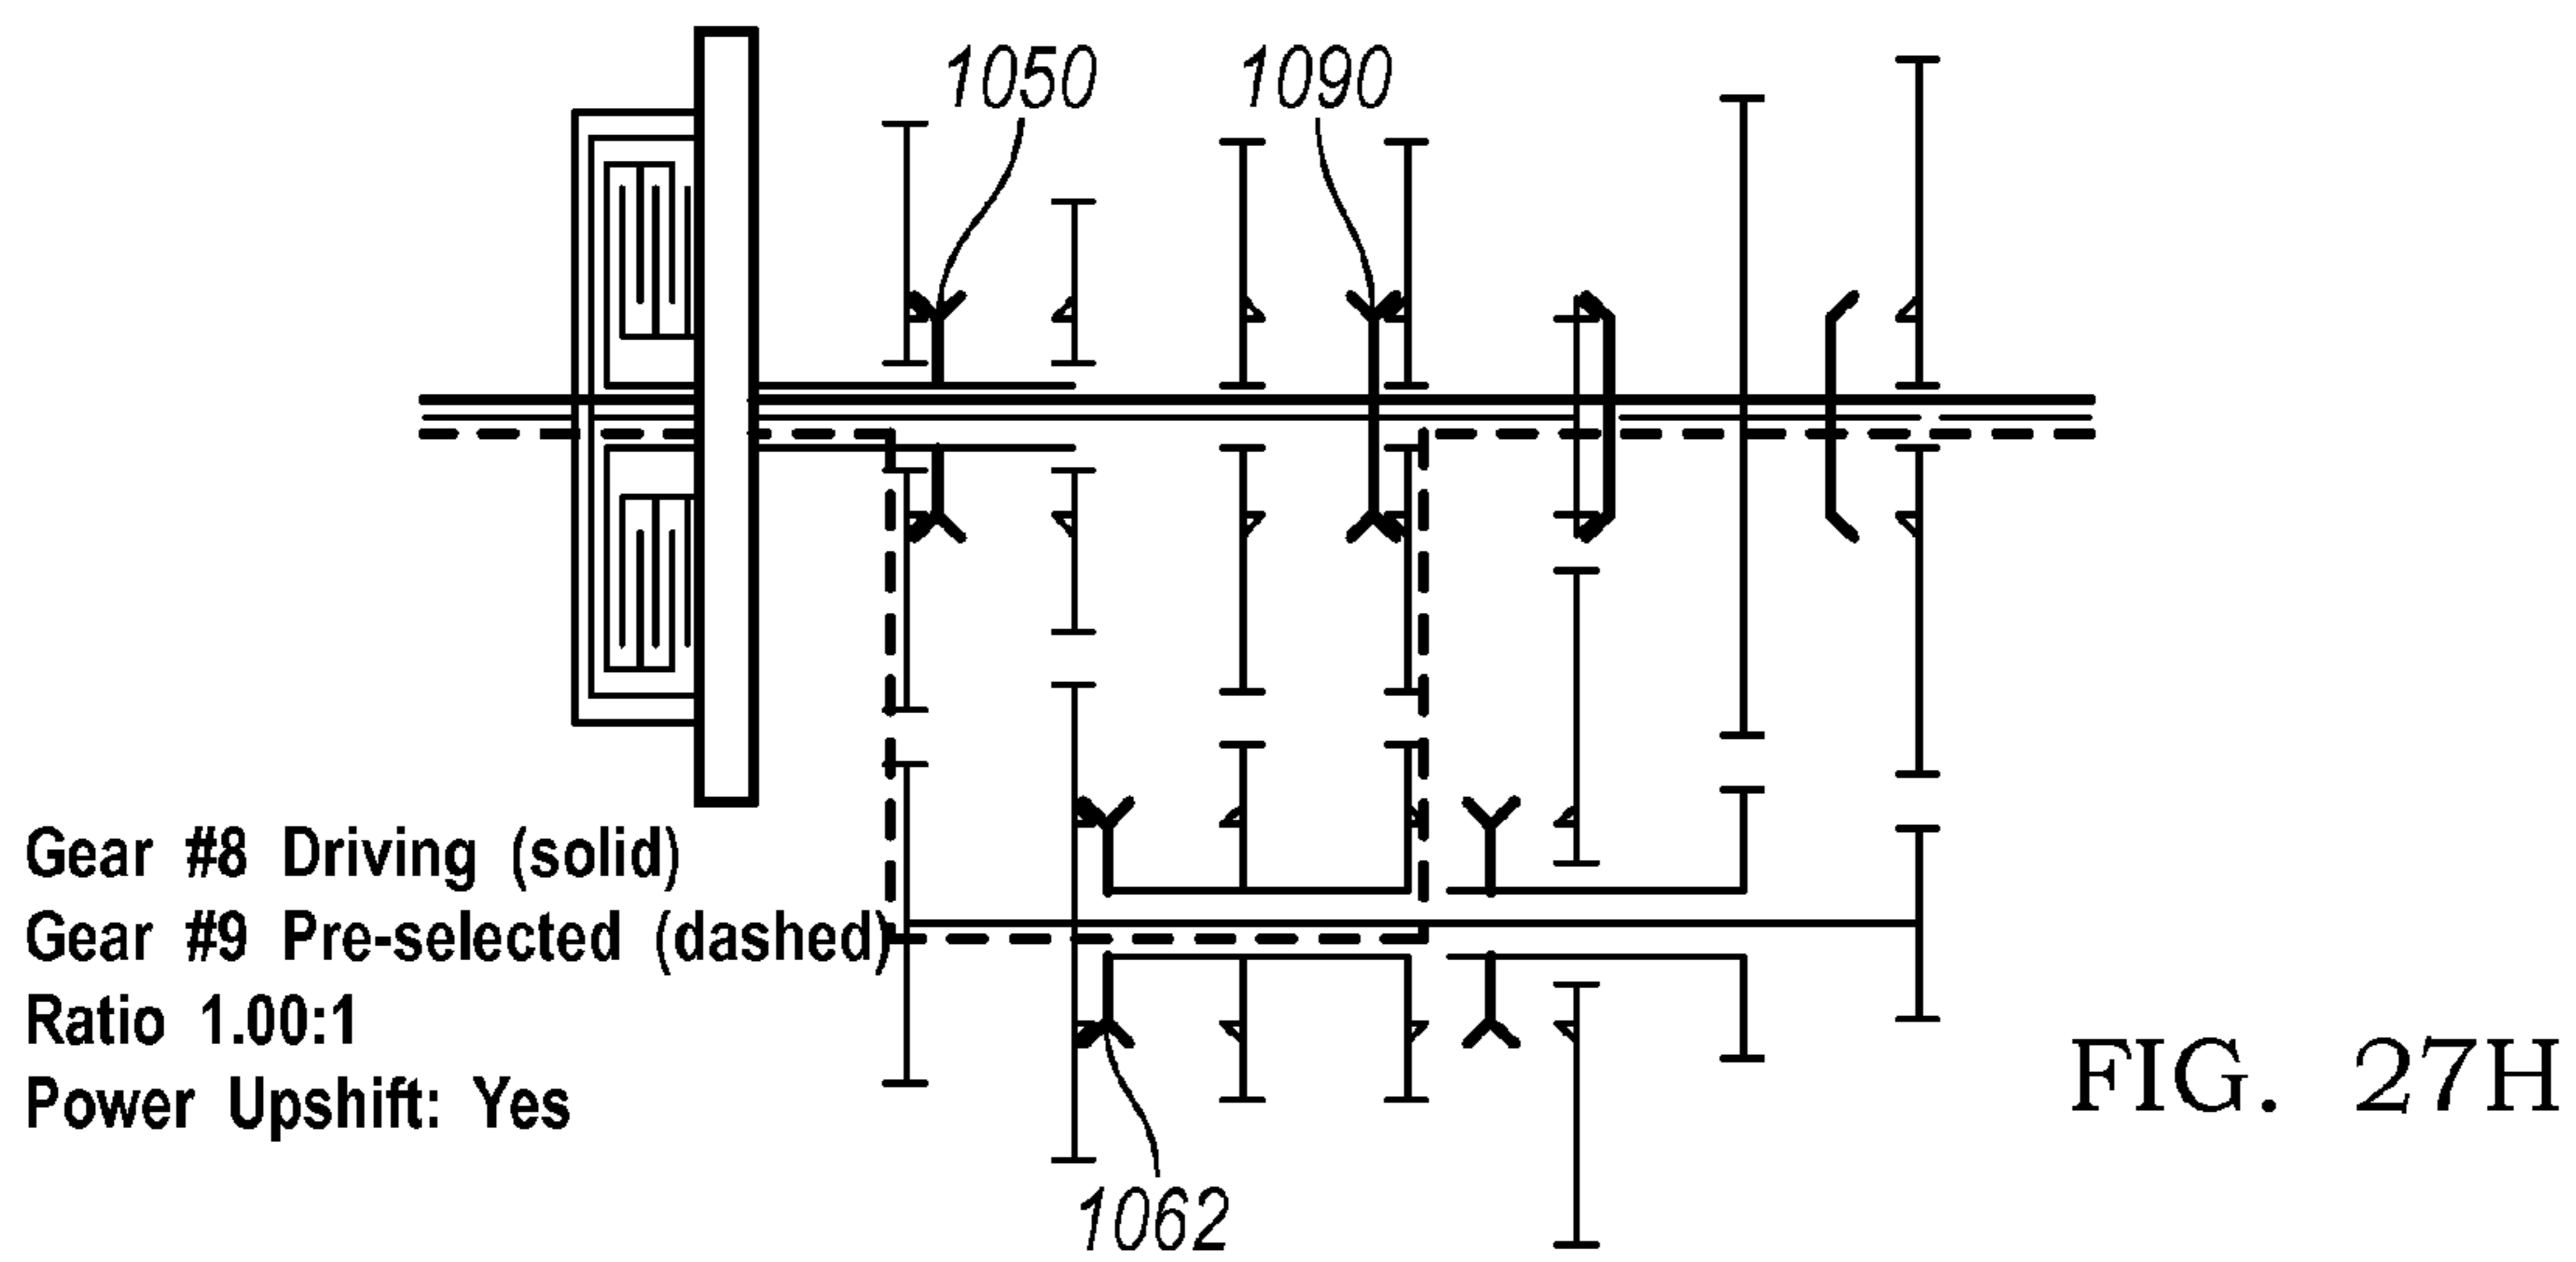 1050 1090
Gear #8 Driving (solid)
Gear #9 Pre-selected (dashed)
Ratio 1.00:1
Power Upshift: Yes
1062
FIG. 27H